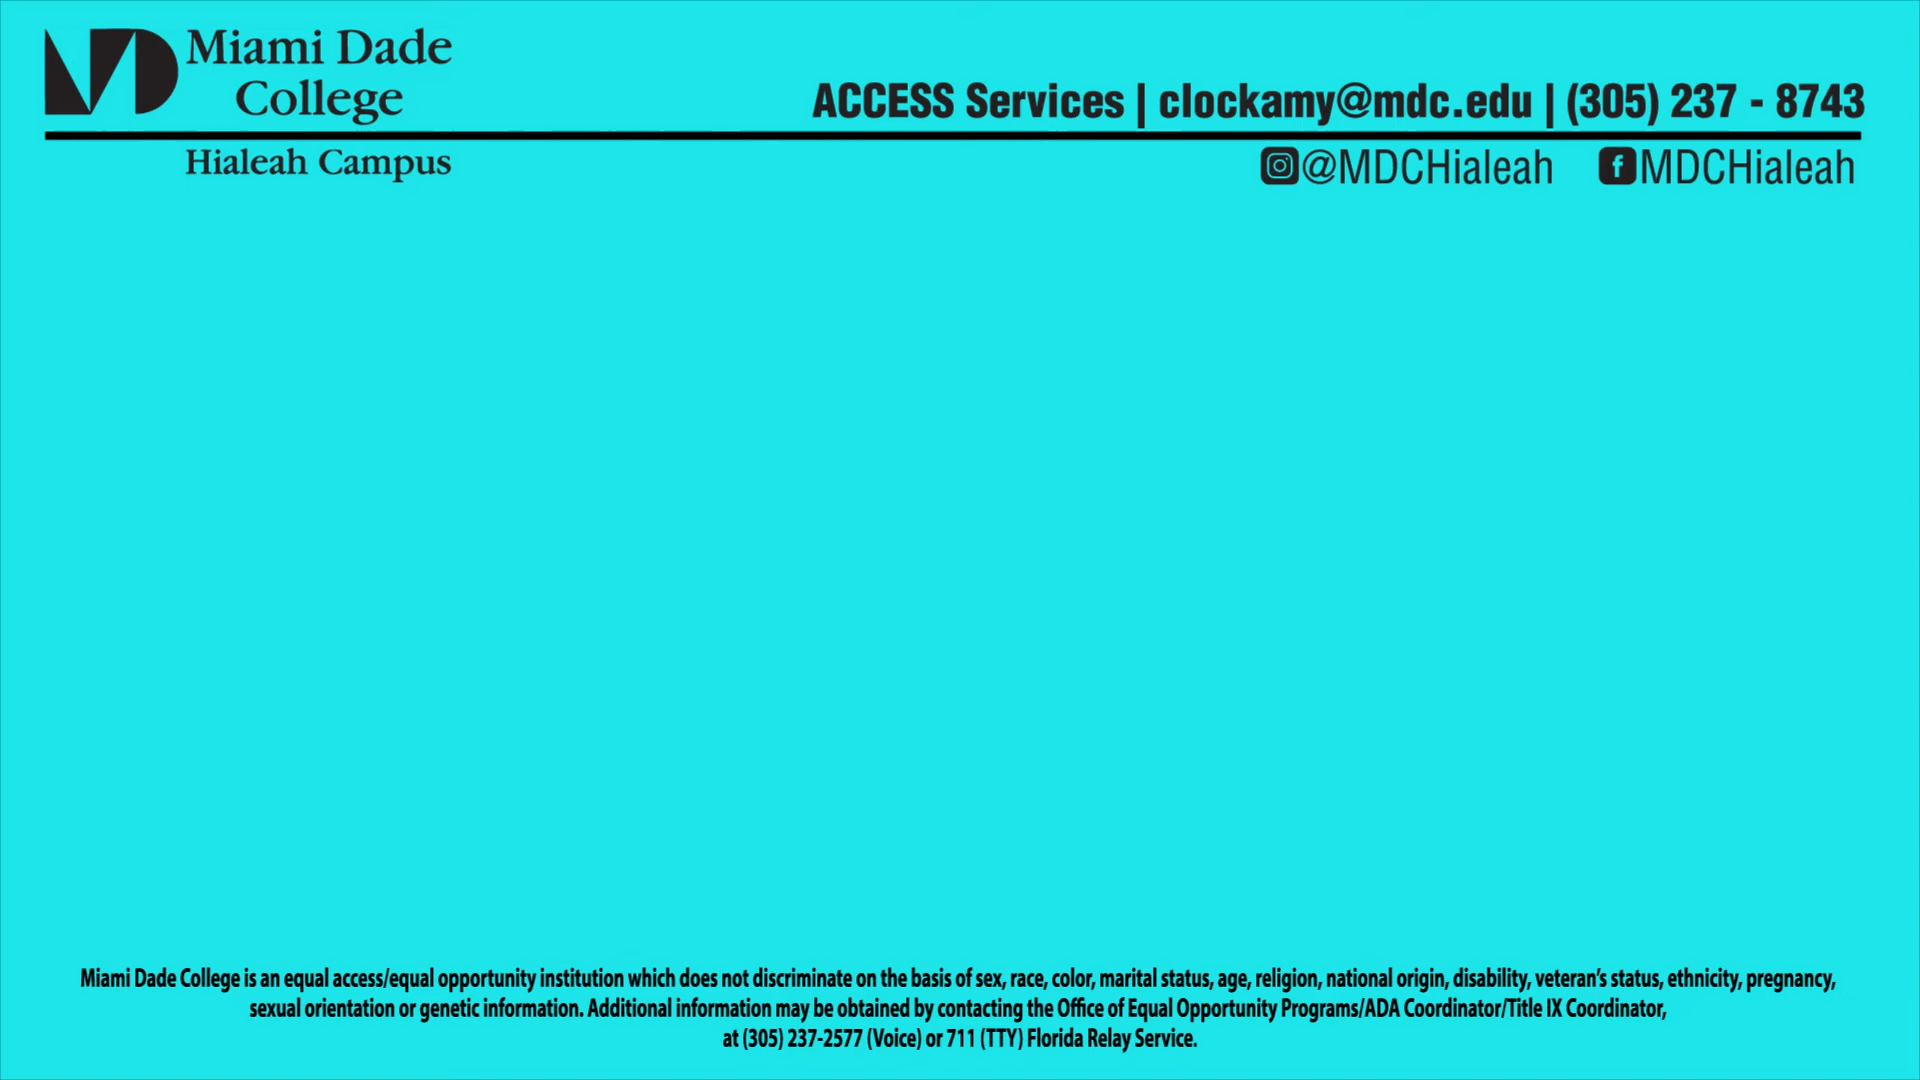 Miami Dade
College
Hialeah Campus
ACCESS Services | clockamy@mdc.edu | (305) 237 - 8743
@MDCHialeah MDCHialeah
Miami Dade College is an equal access/equal opportunity institution which does not discriminate on the basis of sex, race, color, marital status, age, religion, national origin, disability, veteran’s status, ethnicity, pregnancy,
sexual orientation or genetic information. Additional information may be obtained by contacting the Office of Equal Opportunity Programs/ADA Coordinator/Title IX Coordinator,
at (305) 237-2577 (Voice) or 711 (TTY) Florida Relay Service.